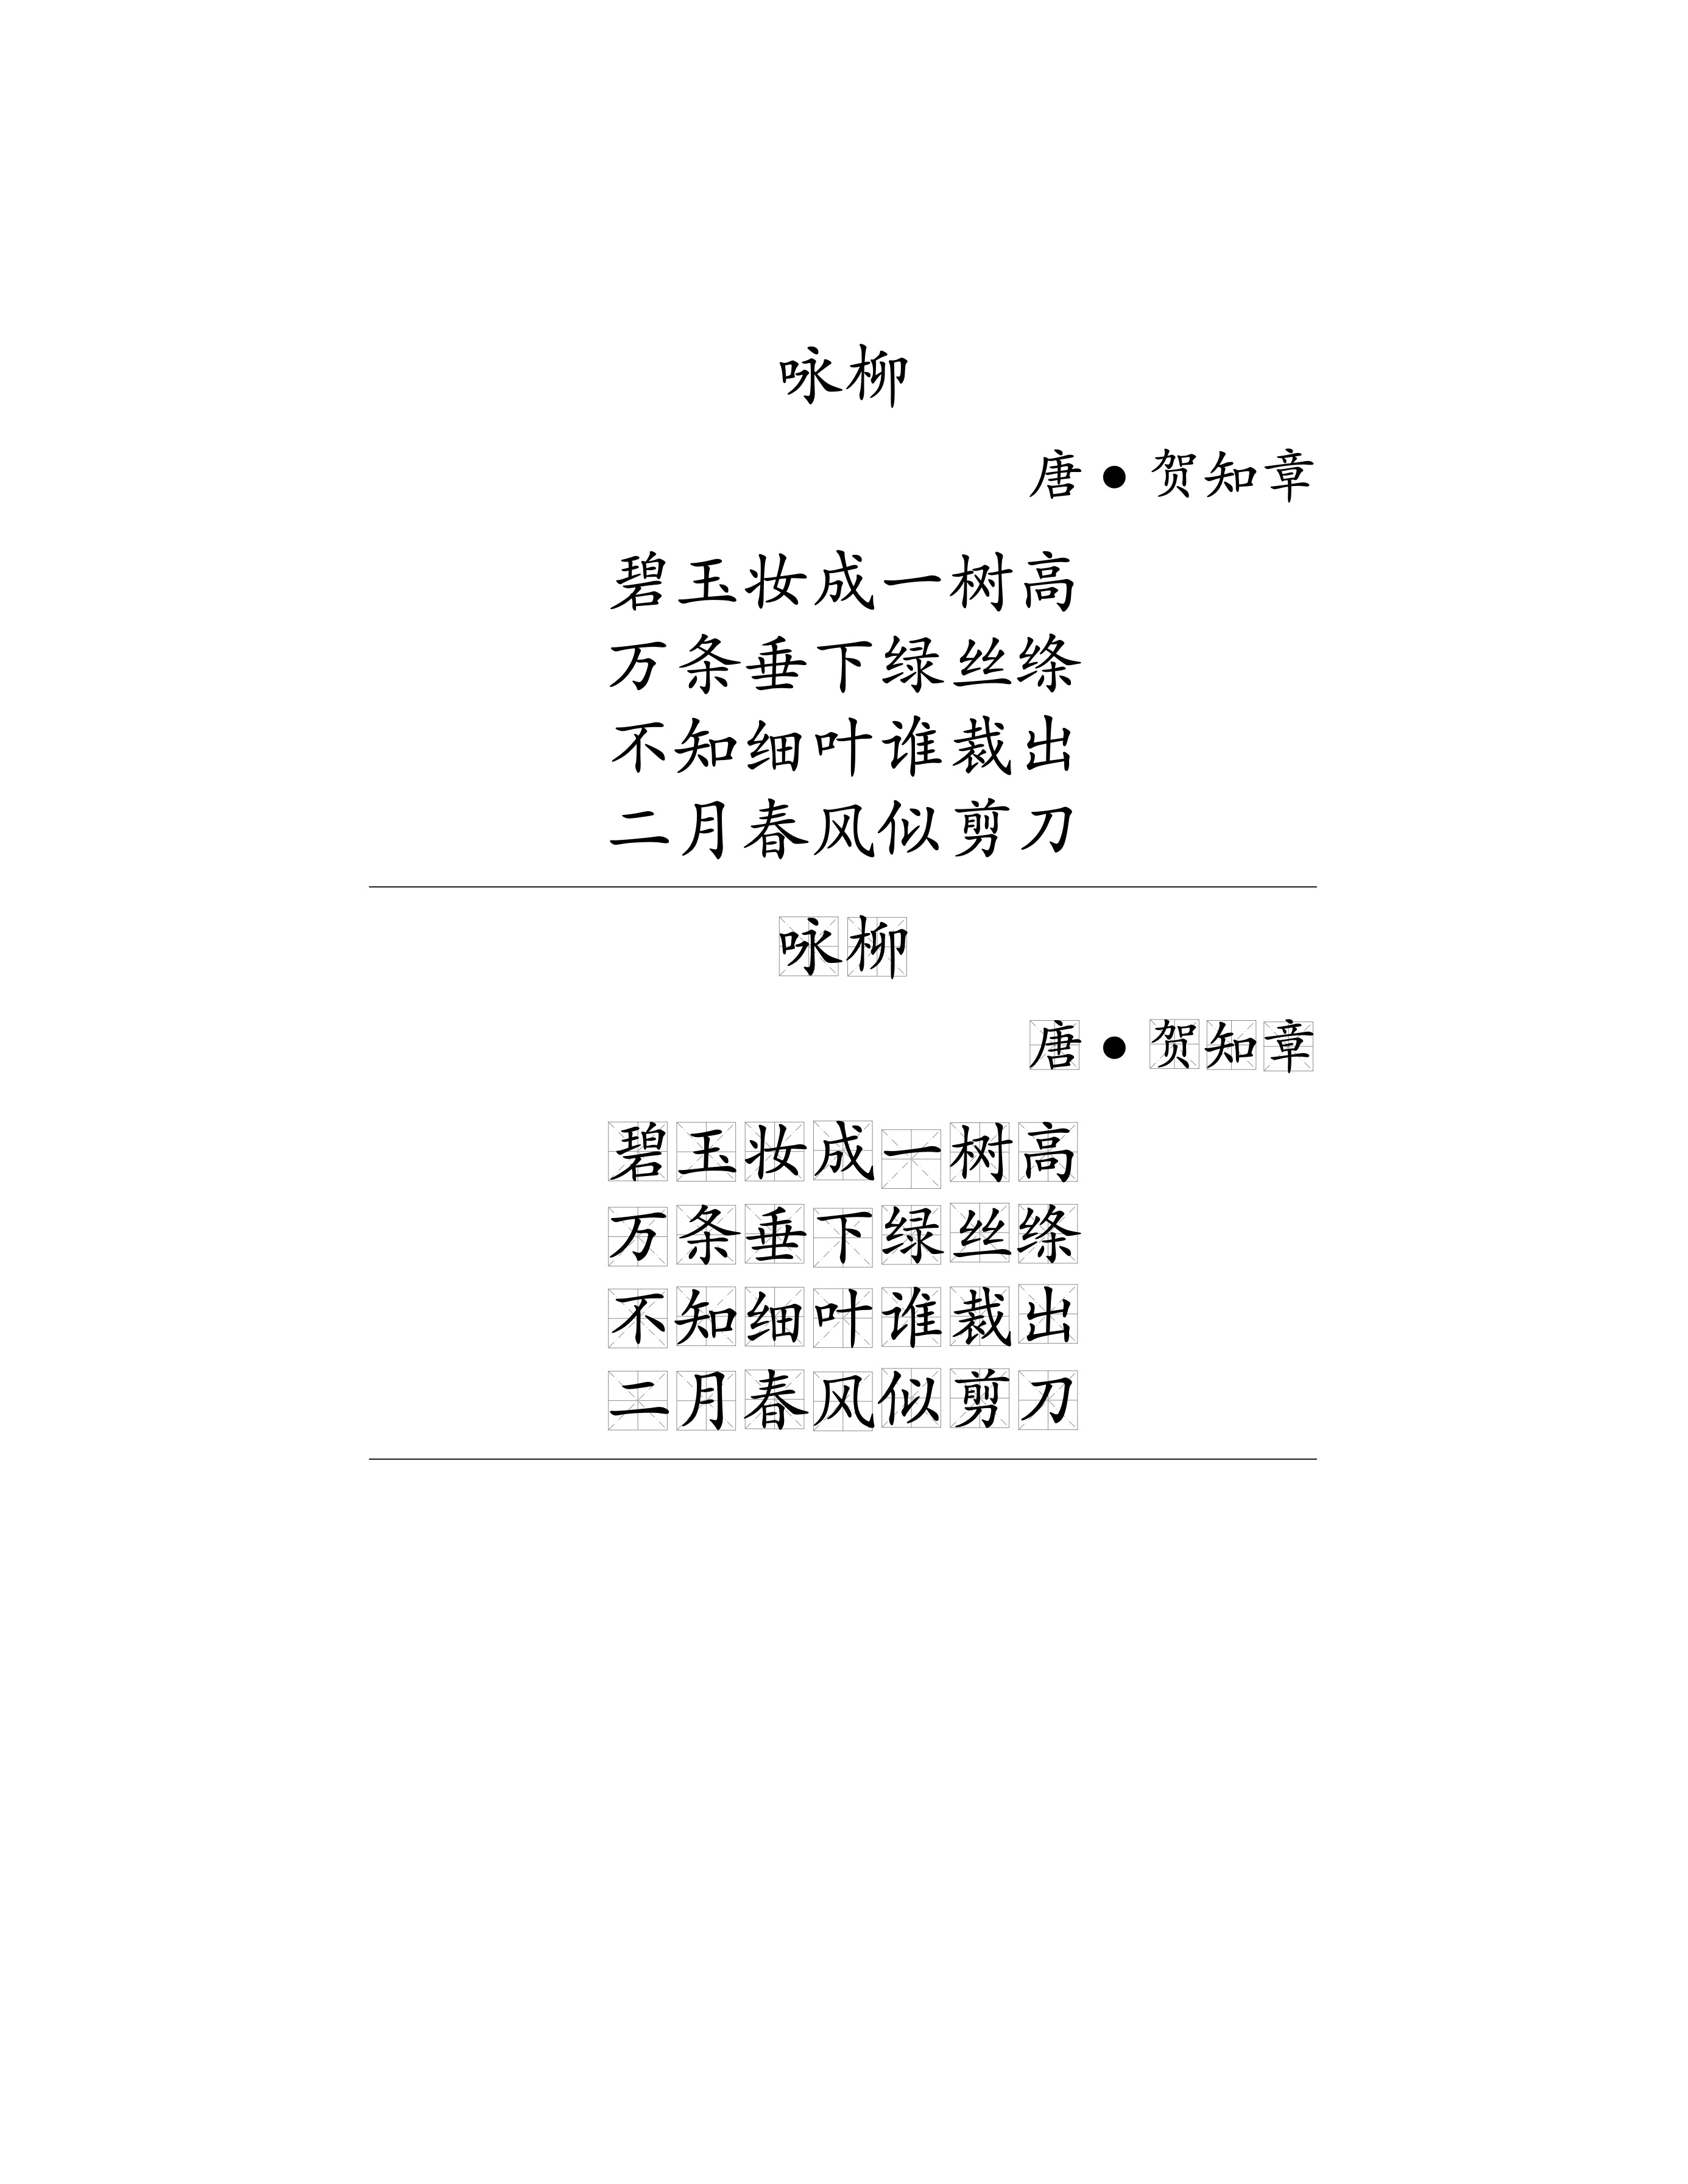 咏柳
唐●贺知章
碧玉妆成一树高
万条垂下绿丝绦
不知细叶谁裁出
二月春风似剪刀
咏柳
唐●贺知章
碧玉妆成一树高
万条垂下绿丝绦
不知细叶谁裁出
二月春风似剪刀